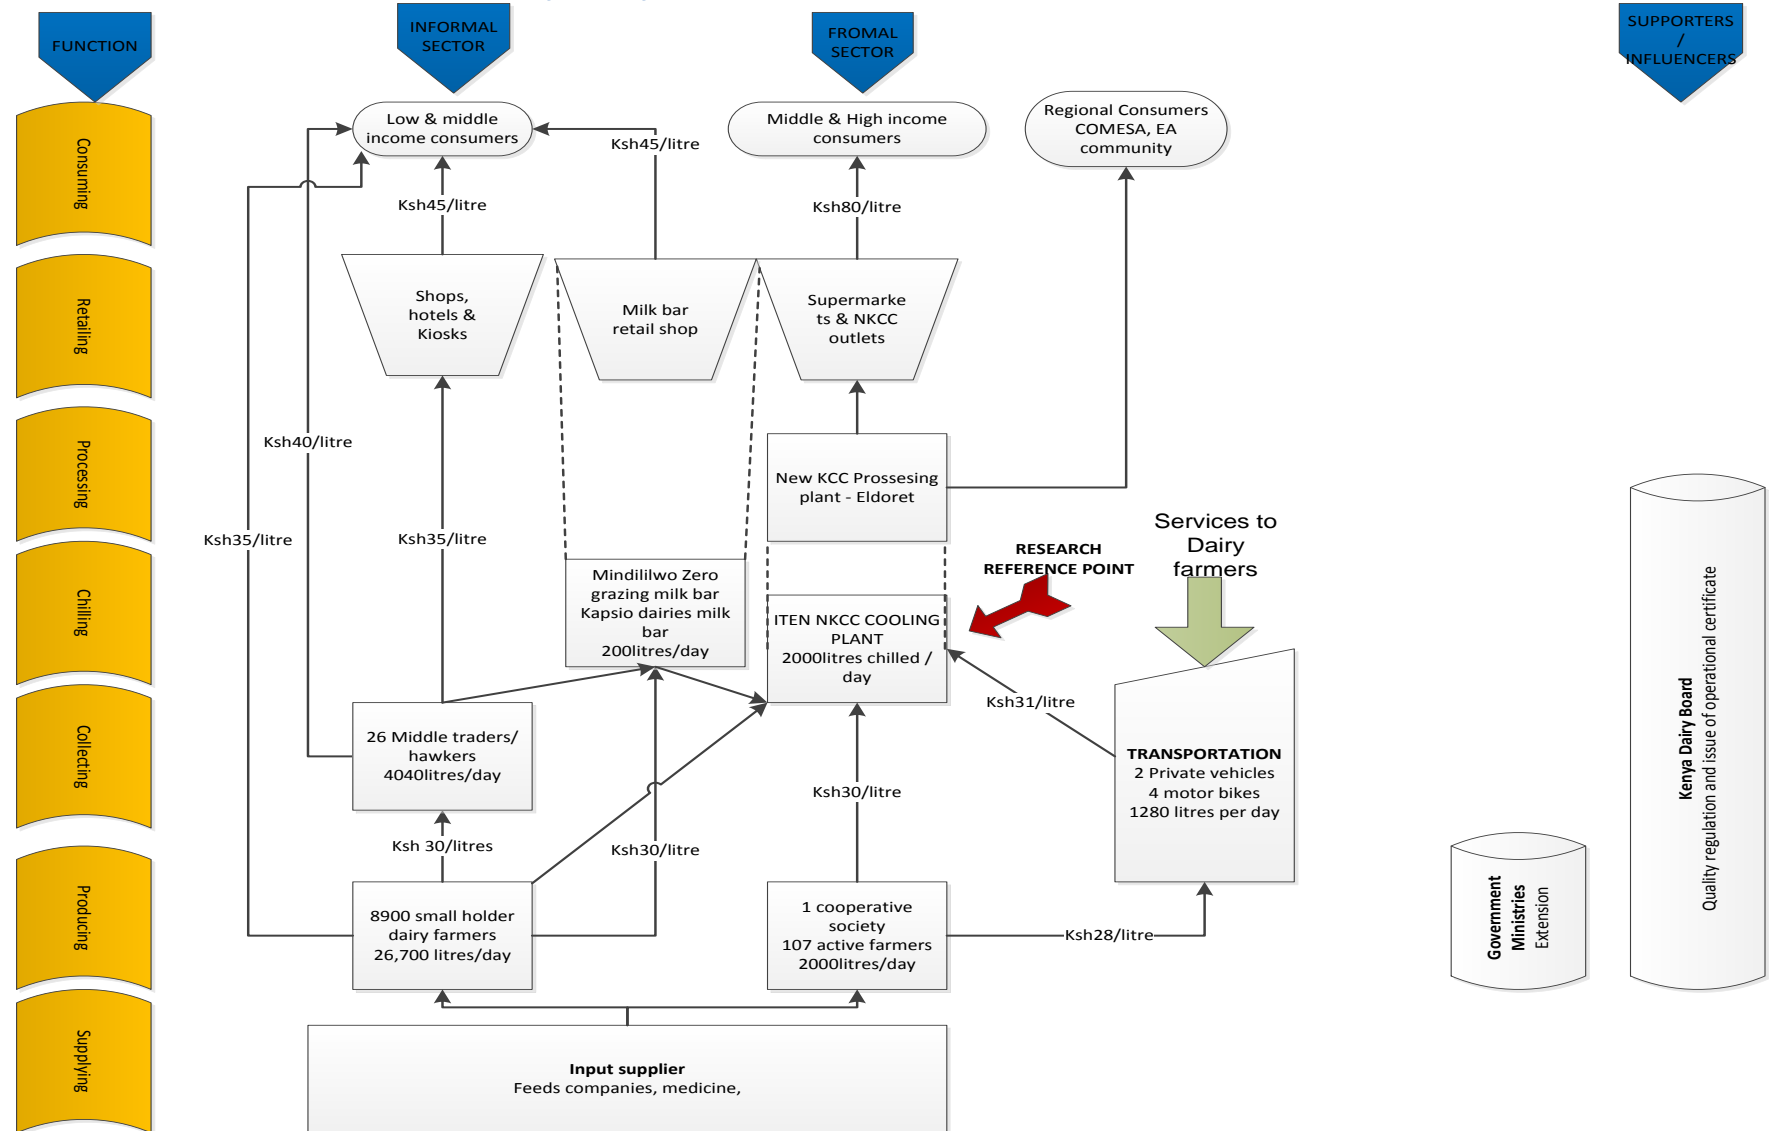 FUNCTION
INFORMAL
SECTOR
FROMAL
SECTOR
SUPPORTERS
/
INFLUENCERS
Consuming
Low & middle
income consumers
Middle & High income
consumers
Regional Consumers
COMESA, EA
community
Ksh45/litre
Ksh45/litre
Ksh80/litre
Retailing
Shops,
hotels &
Kiosks
Milk bar
retail shop
Supermarke
ts & NKCC
outlets
Processing
Ksh40/litre
New KCC Prossesing
plant - Eldoret
Ksh35/litre
Ksh35/litre
Services to
Dairy
farmers
RESEARCH
REFERENCE POINT
Chilling
Mindililwo Zero
grazing milk bar
Kapsio dairies milk
bar
200litres/day
ITEN NKCC COOLING
PLANT
2000litres chilled /
day
Ksh31/litre
Collecting
26 Middle traders/
hawkers
4040litres/day
TRANSPORTATION
2 Private vehicles
4 motor bikes
1280 litres per day
Ksh30/litre
Ksh 30/litres
Ksh30/litre
Producing
8900 small holder
dairy farmers
26,700 litres/day
1 cooperative
society
107 active farmers
2000litres/day
Ksh28/litre
Government
Ministries
Extension
Kenya Dairy Board
Quality regulation and issue of operational certificate
Supplying
Input supplier
Feeds companies, medicine,